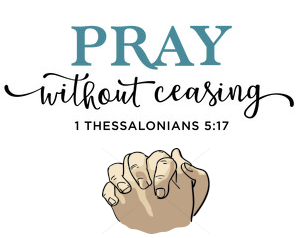 PRAY
without ceasing
1 THESSALONIANS 5:17